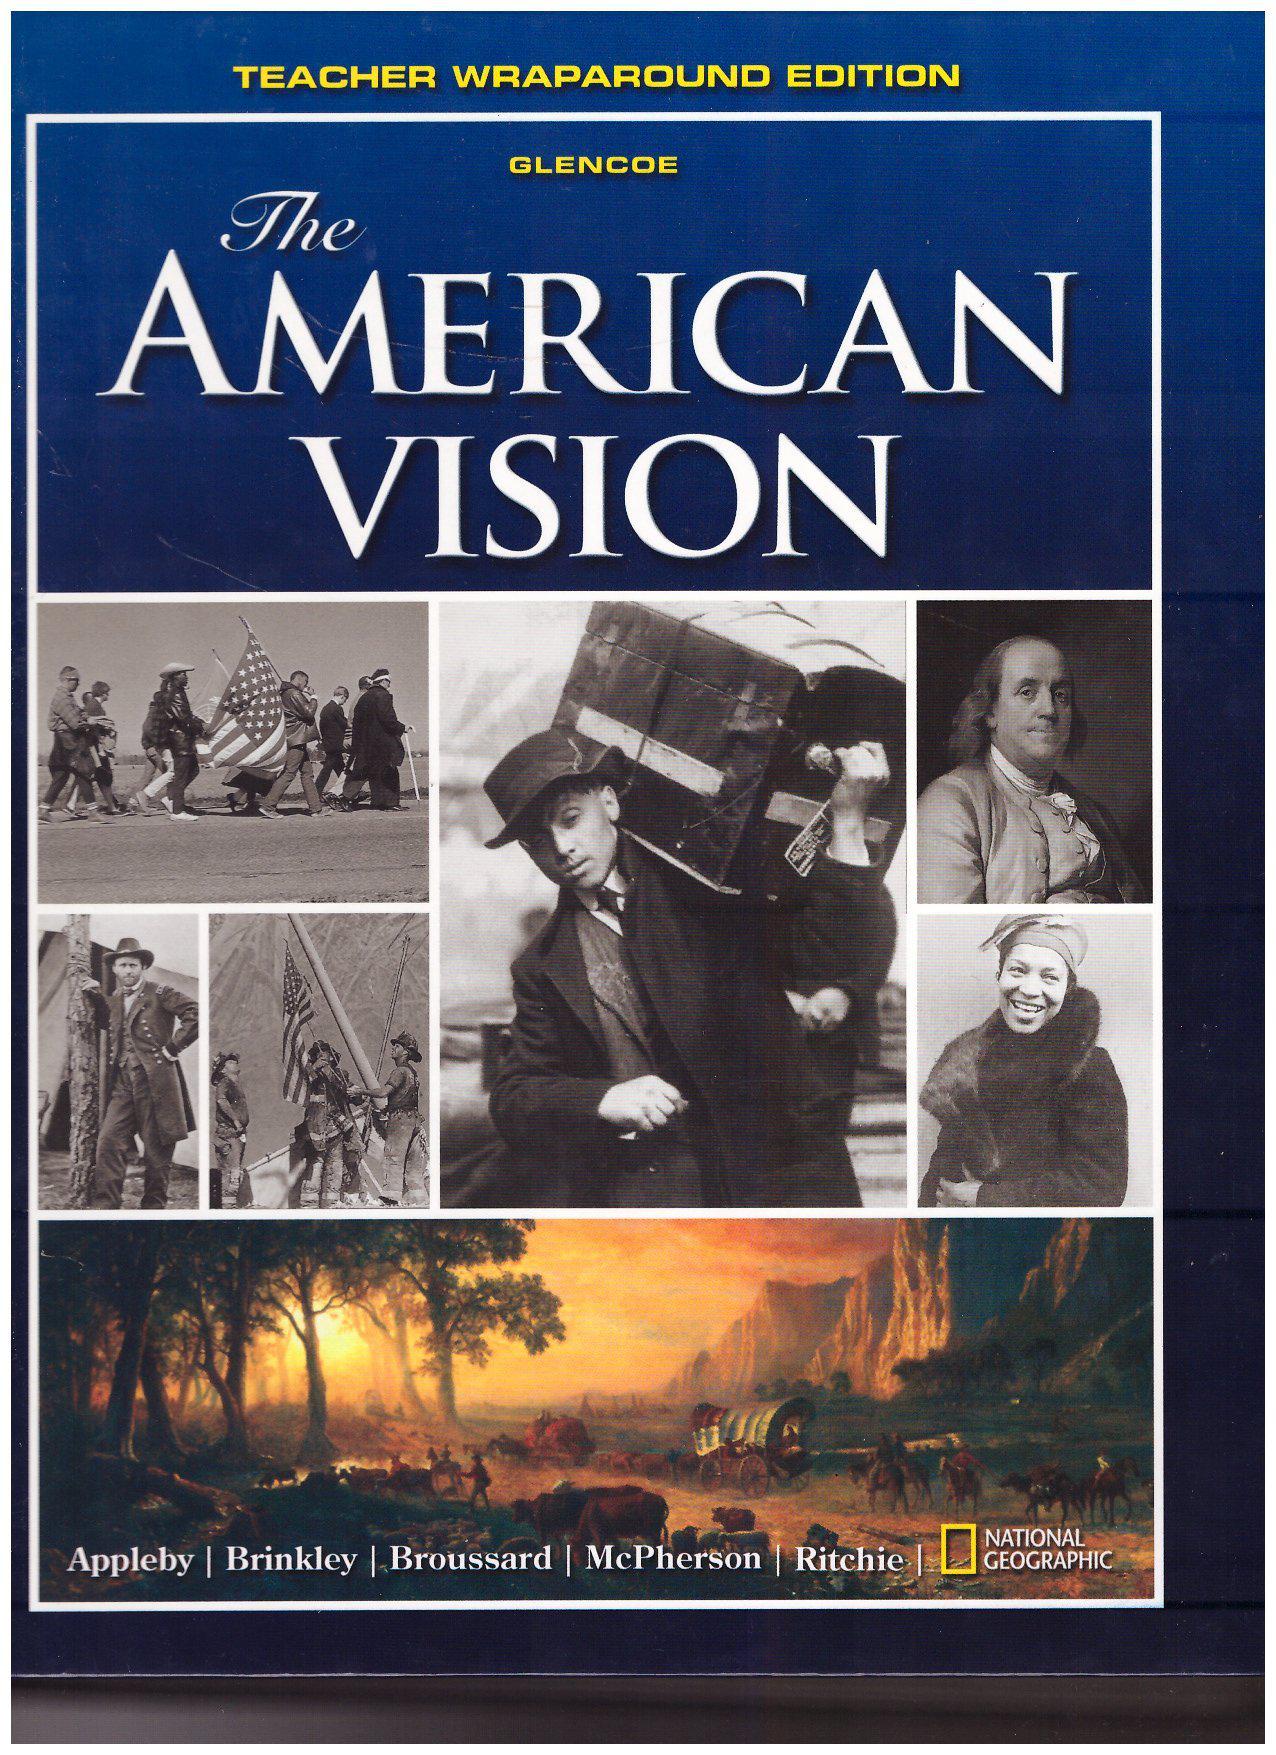 TEACHER WRAPAROUND EDITION
GLENCOE
The
AMERICAN
VISION
Appleby | Brinkley | Broussard | McPherson | Ritchie |
NATIONAL
GEOGRAPHIC